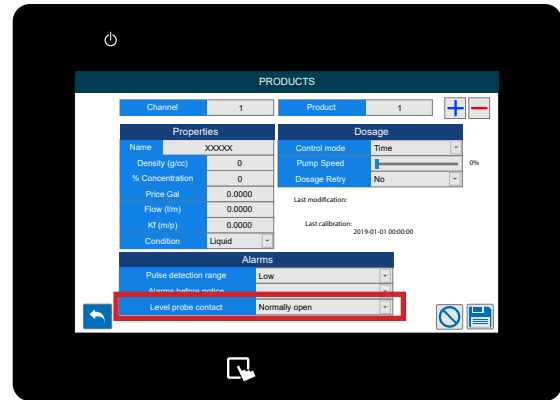 PRODUCTS
Channel 1 Product 1
Properties
Name XXXXX
Density (g/cc) 0
% Concentration 0
Price Gal 0.0000
Flow (l/m) 0.0000
Kf (m/p) 0.0000
Condition Liquid
Dosage
Control mode Time
Pump Speed 0%
Dosage Retry No
Last modification:
Last calibration:
2019-01-01 00:00:00
Alarms
Pulse detection range Low
Alarms before notice
Level probe contact Normally open